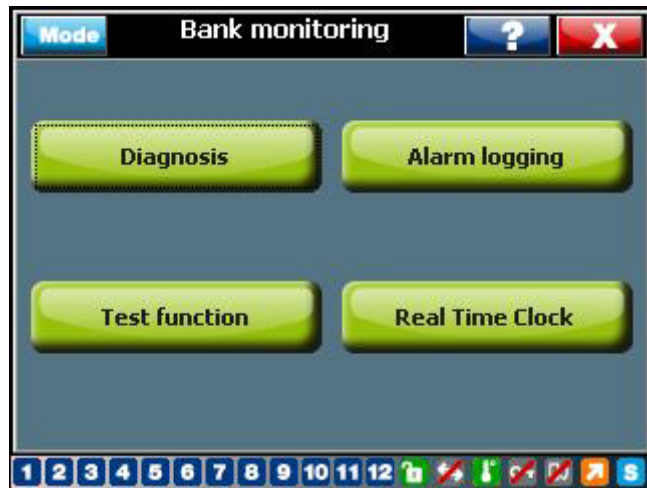 Mode Bank monitoring ? X
Diagnosis Alarm logging
Test function Real Time Clock
1 2 3 4 5 6 7 8 9 10 11 12 S